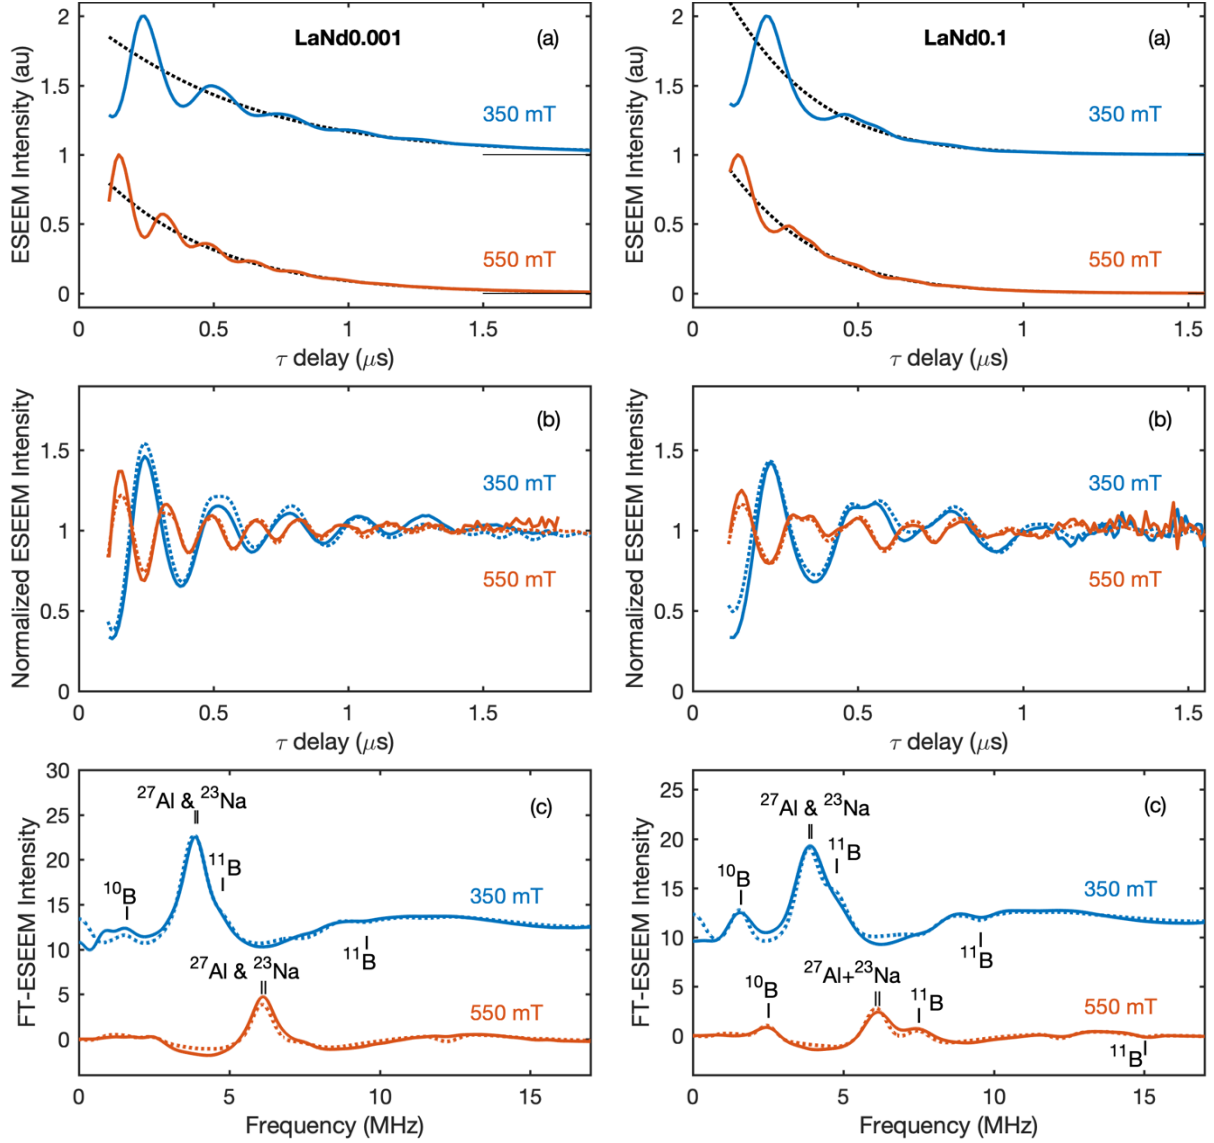 LaNd0.001
(a)
350 mT
550 mT
ESEEM Intensity (au)
2
1.5
1
0.5
0
0 0.5 1 1.5
τ delay (μs)
LaNd0.1
(a)
350 mT
550 mT
ESEEM Intensity (au)
2
1.5
1
0.5
0
0 0.5 1 1.5
τ delay (μs)
(b)
350 mT
550 mT
Normalized ESEEM Intensity
1.5
1
0.5
0
0 0.5 1 1.5
τ delay (μs)
(b)
350 mT
550 mT
Normalized ESEEM Intensity
1.5
1
0.5
0
0 0.5 1 1.5
τ delay (μs)
(c)
²⁷Al & ²³Na
¹¹B
¹⁰B
350 mT
¹¹B
²⁷Al & ²³Na
550 mT
FT-ESEEM Intensity
30
25
20
15
10
5
0
0 5 10 15
Frequency (MHz)
(c)
²⁷Al & ²³Na
¹¹B
¹⁰B
350 mT
¹¹B
²⁷Al+²³Na
¹⁰B
¹¹B
550 mT
¹¹B
FT-ESEEM Intensity
25
20
15
10
5
0
0 5 10 15
Frequency (MHz)